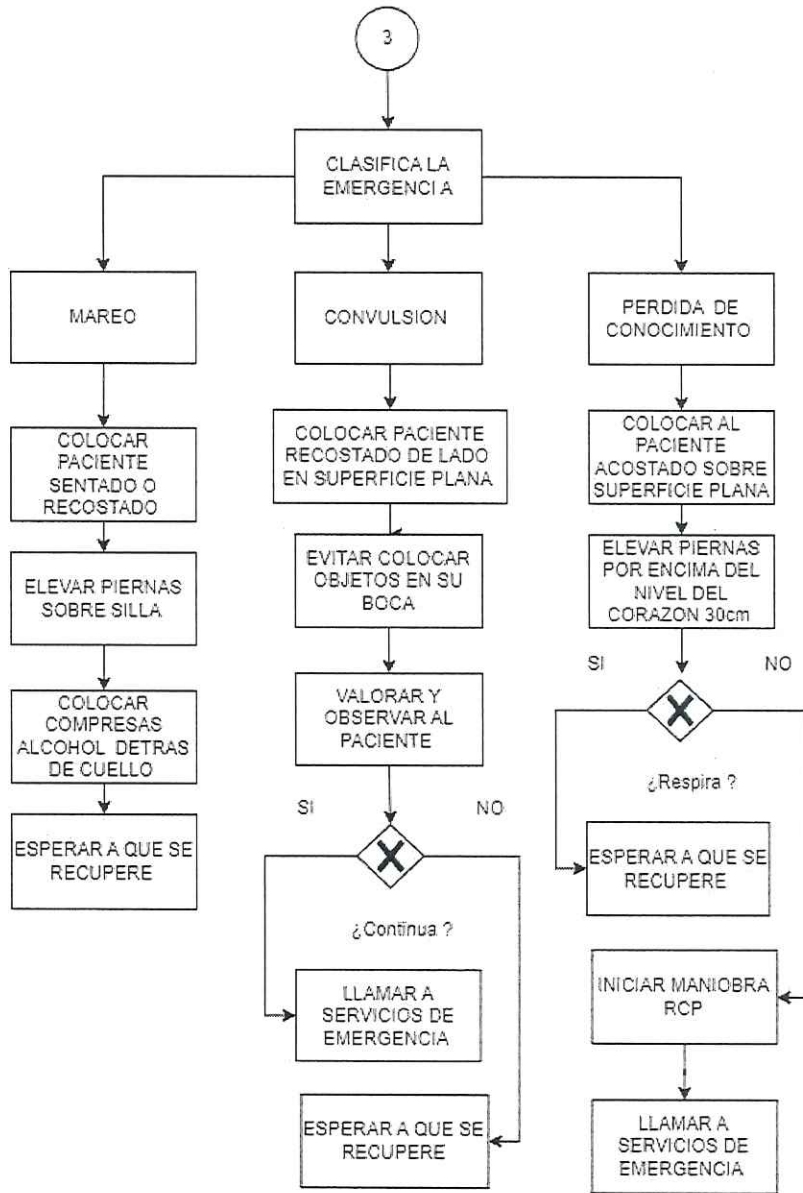 3
CLASIFICA LA
EMERGENCIA
MAREO
COLOCAR
PACIENTE
SENTADO O
RECOSTADO
ELEVAR PIERNAS
SOBRE SILLA
COLOCAR
COMPRESAS
ALCOHOL DETRAS
DE CUELLO
ESPERAR A QUE SE
RECUPERE
CONVULSION
COLOCAR PACIENTE
RECOSTADO DE LADO
EN SUPERFICIE PLANA
EVITAR COLOCAR
OBJETOS EN SU
BOCA
VALORAR Y
OBSERVAR AL
PACIENTE
SI
NO
¿Continua ?
LLAMAR A
SERVICIOS DE
EMERGENCIA
ESPERAR A QUE SE
RECUPERE
PERDIDA DE
CONOCIMIENTO
COLOCAR AL
PACIENTE
ACOSTADO SOBRE
SUPERFICIE PLANA
ELEVAR PIERNAS
POR ENCIMA DEL
NIVEL DEL
CORAZON 30cm
SI
NO
¿Respira ?
ESPERAR A QUE SE
RECUPERE
INICIAR MANIOBRA
RCP
LLAMAR A
SERVICIOS DE
EMERGENCIA